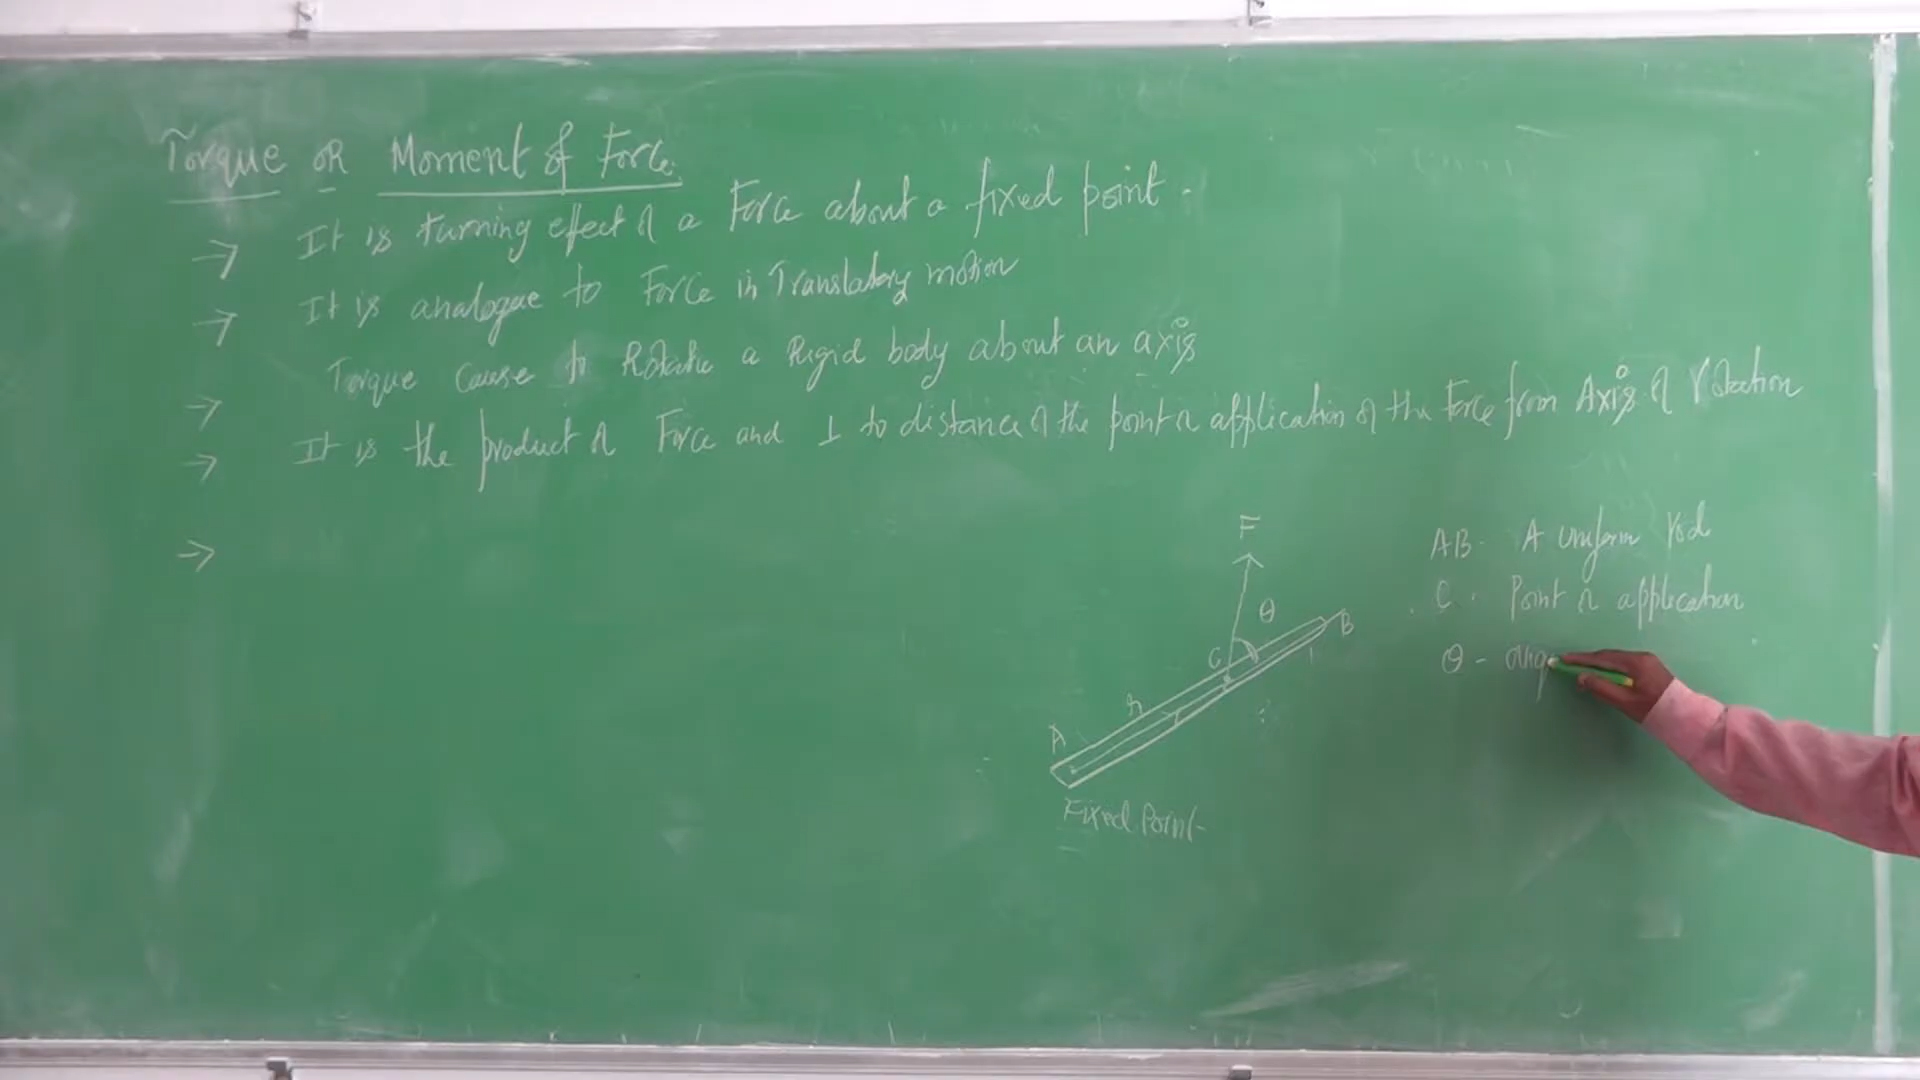 Torque OR Moment of Force.
→ It is turning effect of a Force about a fixed point.
→ It is analogue to Force in Translatory motion
→ Torque Cause to Rotate a Rigid body about an axis
→ It is the product of Force and ⊥ to distance of the point of application of the Force from Axis of rotation
→
F
θ
B
C
r
A
Fixed Point
AB - A uniform rod
C - Point of application
θ - ang